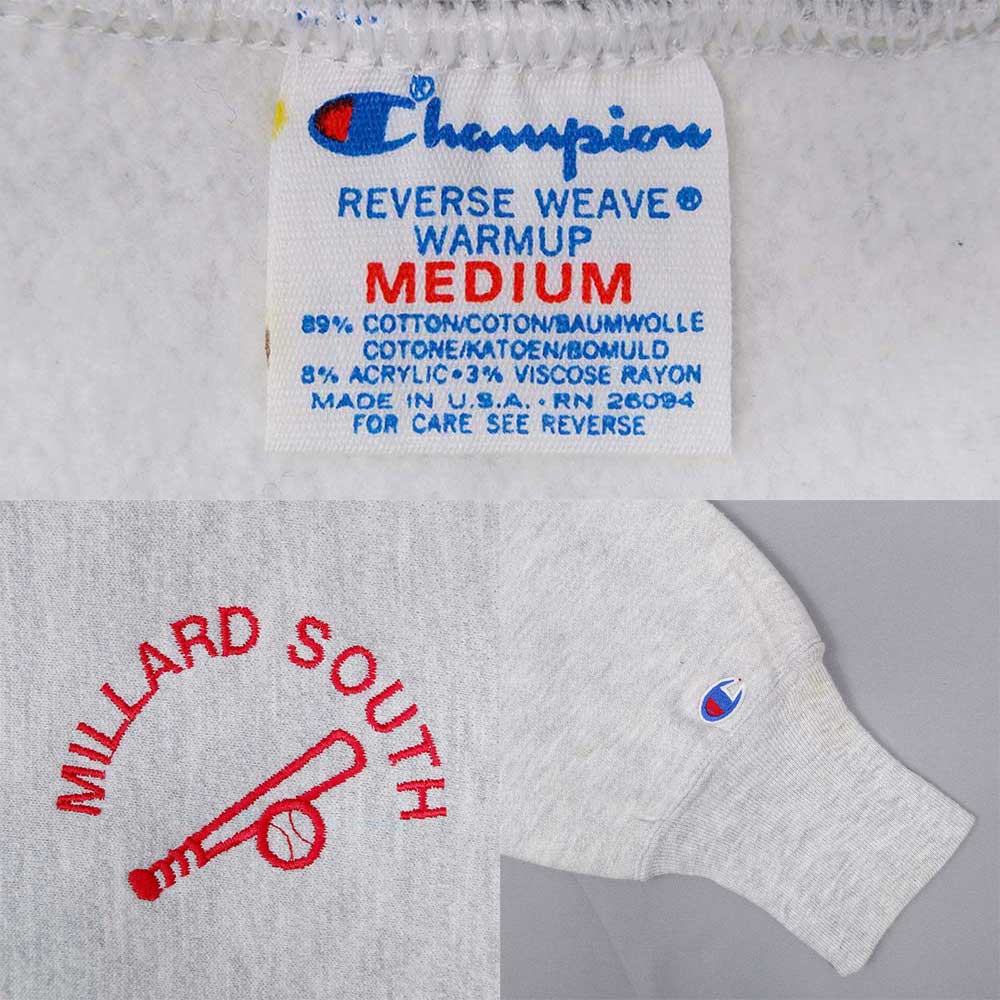 Champion®
REVERSE WEAVE®
WARMUP
MEDIUM
89% COTTON/COTON/BAUMWOLLE
COTONE/KATOEN/BOMULD
8% ACRYLIC•3% VISCOSE RAYON
MADE IN U.S.A. • RN 26094
FOR CARE SEE REVERSE
MILLARD SOUTH